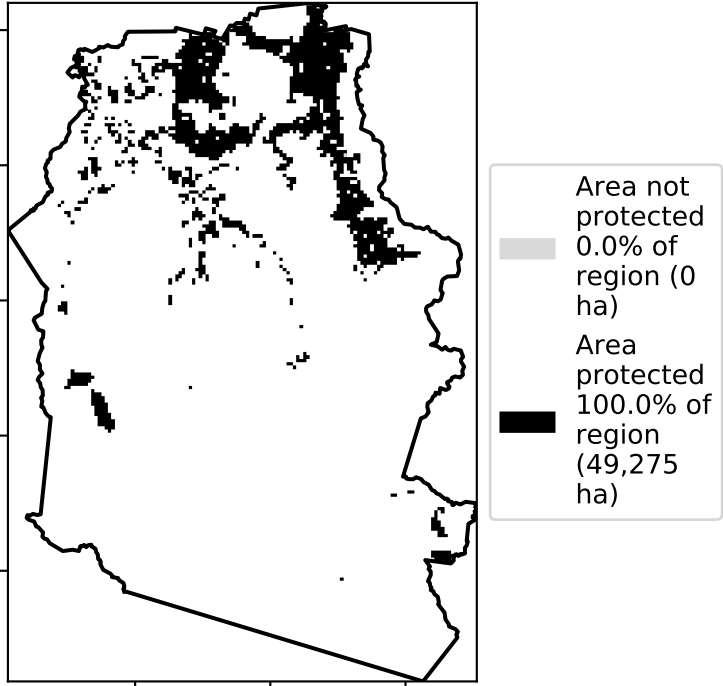 Area not
protected
0.0% of
region (0
ha)
Area
protected
100.0% of
region
(49,275
ha)